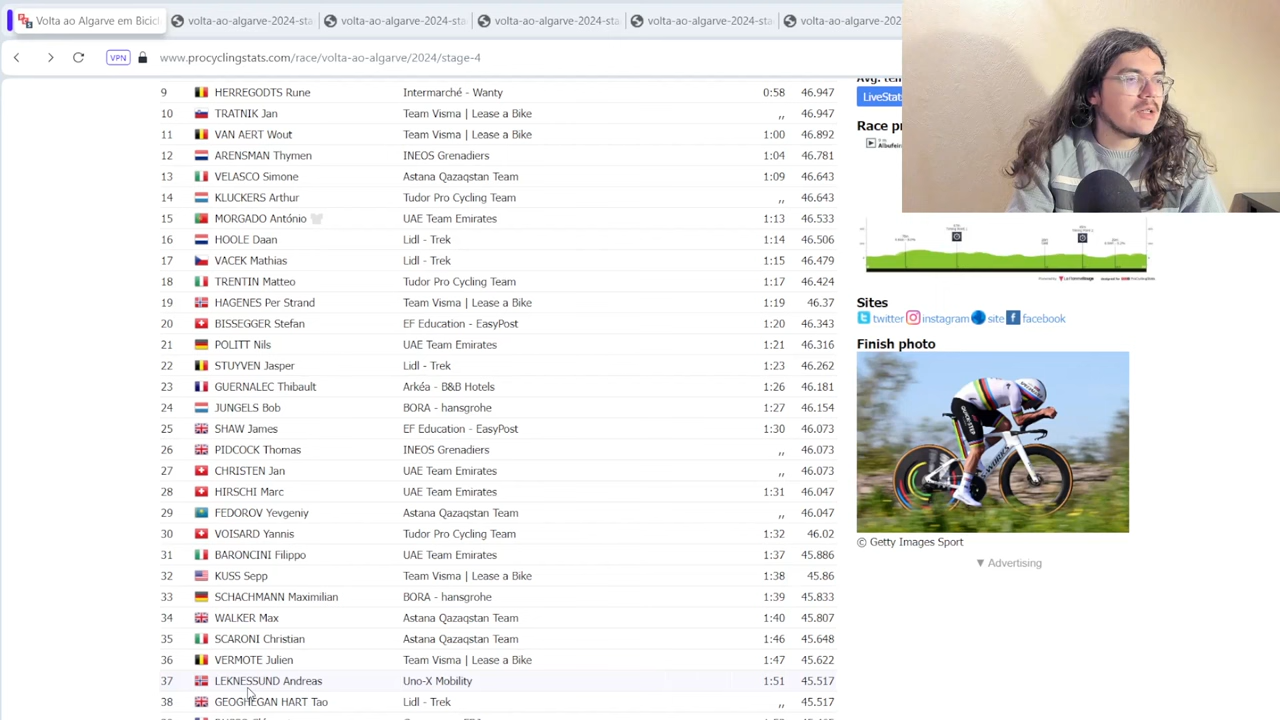 Volta ao Algarve em Bicicl
volta-ao-algarve-2024-sta
volta-ao-algarve-2024-sta
volta-ao-algarve-2024-sta
volta-ao-algarve-2024-sta
volta-ao-algarve-2024
VPN www.procyclingstats.com/race/volta-ao-algarve/2024/stage-4
9 HERREGODTS Rune Intermarché - Wanty 0:58 46.947
10 TRATNIK Jan Team Visma | Lease a Bike ,, 46.947
11 VAN AERT Wout Team Visma | Lease a Bike 1:00 46.892
12 ARENSMAN Thymen INEOS Grenadiers 1:04 46.781
13 VELASCO Simone Astana Qazaqstan Team 1:09 46.643
14 KLUCKERS Arthur Tudor Pro Cycling Team ,, 46.643
15 MORGADO António UAE Team Emirates 1:13 46.533
16 HOOLE Daan Lidl - Trek 1:14 46.506
17 VACEK Mathias Lidl - Trek 1:15 46.479
18 TRENTIN Matteo Tudor Pro Cycling Team 1:17 46.424
19 HAGENES Per Strand Team Visma | Lease a Bike 1:19 46.37
20 BISSEGGER Stefan EF Education - EasyPost 1:20 46.343
21 POLITT Nils UAE Team Emirates 1:21 46.316
22 STUYVEN Jasper Lidl - Trek 1:23 46.262
23 GUERNALEC Thibault Arkéa - B&B Hotels 1:26 46.181
24 JUNGELS Bob BORA - hansgrohe 1:27 46.154
25 SHAW James EF Education - EasyPost 1:30 46.073
26 PIDCOCK Thomas INEOS Grenadiers ,, 46.073
27 CHRISTEN Jan UAE Team Emirates ,, 46.073
28 HIRSCHI Marc UAE Team Emirates 1:31 46.047
29 FEDOROV Yevgeniy Astana Qazaqstan Team ,, 46.047
30 VOISARD Yannis Tudor Pro Cycling Team 1:32 46.02
31 BARONCINI Filippo UAE Team Emirates 1:37 45.886
32 KUSS Sepp Team Visma | Lease a Bike 1:38 45.86
33 SCHACHMANN Maximilian BORA - hansgrohe 1:39 45.833
34 WALKER Max Astana Qazaqstan Team 1:40 45.807
35 SCARONI Christian Astana Qazaqstan Team ,, 45.648
36 VERMOTE Julien Team Visma | Lease a Bike 1:47 45.622
37 LEKNESSUND Andreas Uno-X Mobility 1:51 45.517
38 GEOGHEGAN HART Tao Lidl - Trek ,, 45.517
LiveStats
Race pr
Albufeira
Sites
twitter instagram site facebook
Finish photo
QUICK-STEP
© Getty Images Sport
▼ Advertising